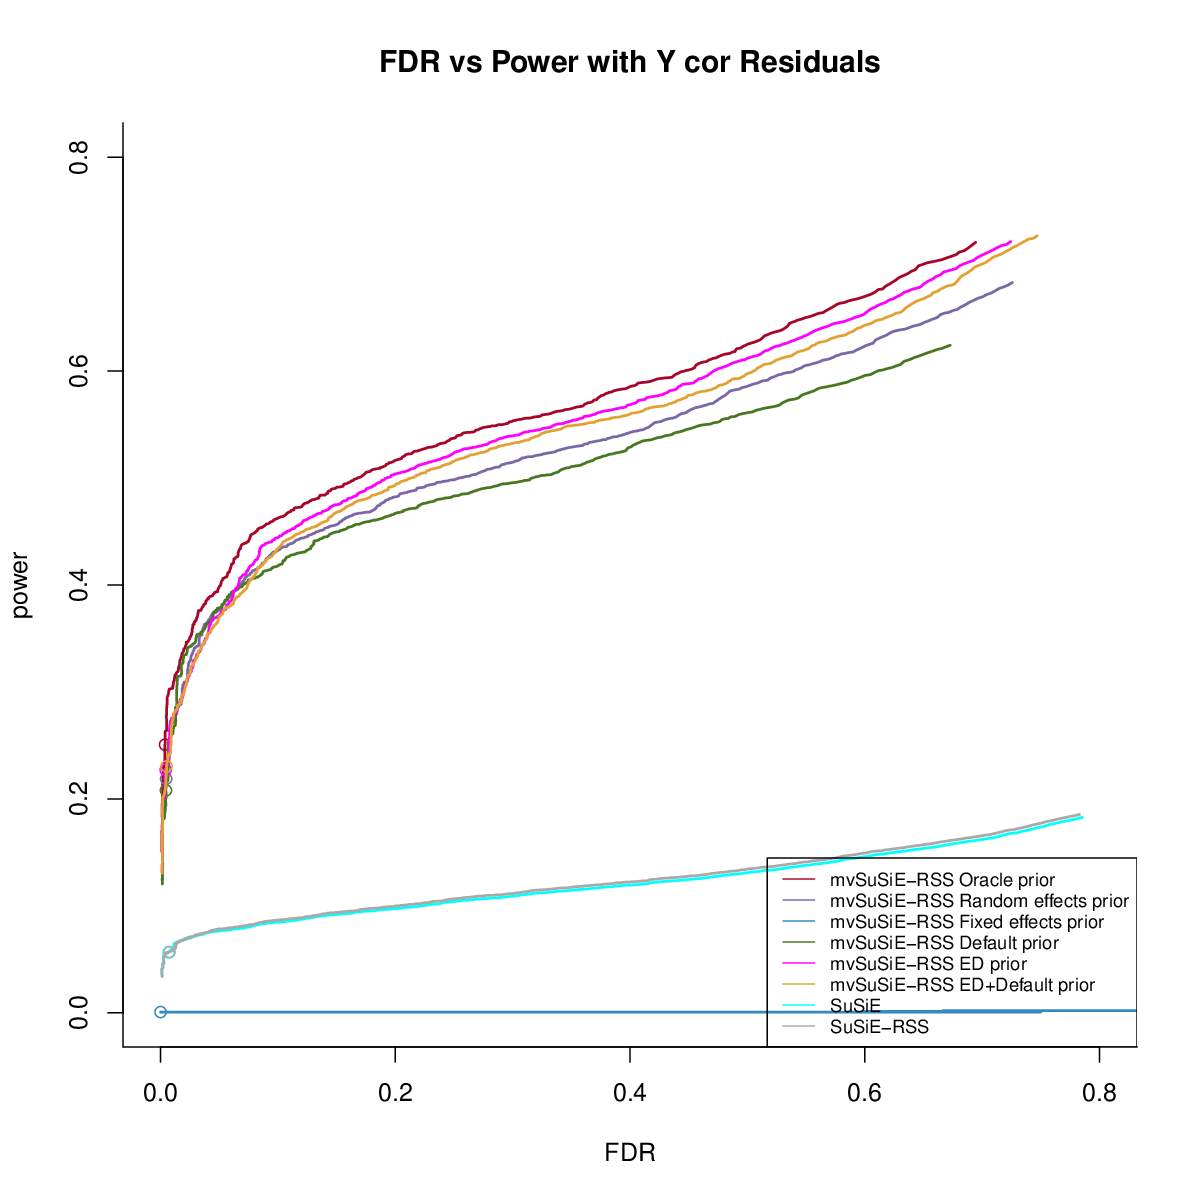 FDR vs Power with Y cor Residuals
0.8
0.6
0.4
0.2
0.0
power
mvSuSiE−RSS Oracle prior
mvSuSiE−RSS Random effects prior
mvSuSiE−RSS Fixed effects prior
mvSuSiE−RSS Default prior
mvSuSiE−RSS ED prior
mvSuSiE−RSS ED+Default prior
SuSiE
SuSiE−RSS
0.0 0.2 0.4 0.6 0.8
FDR